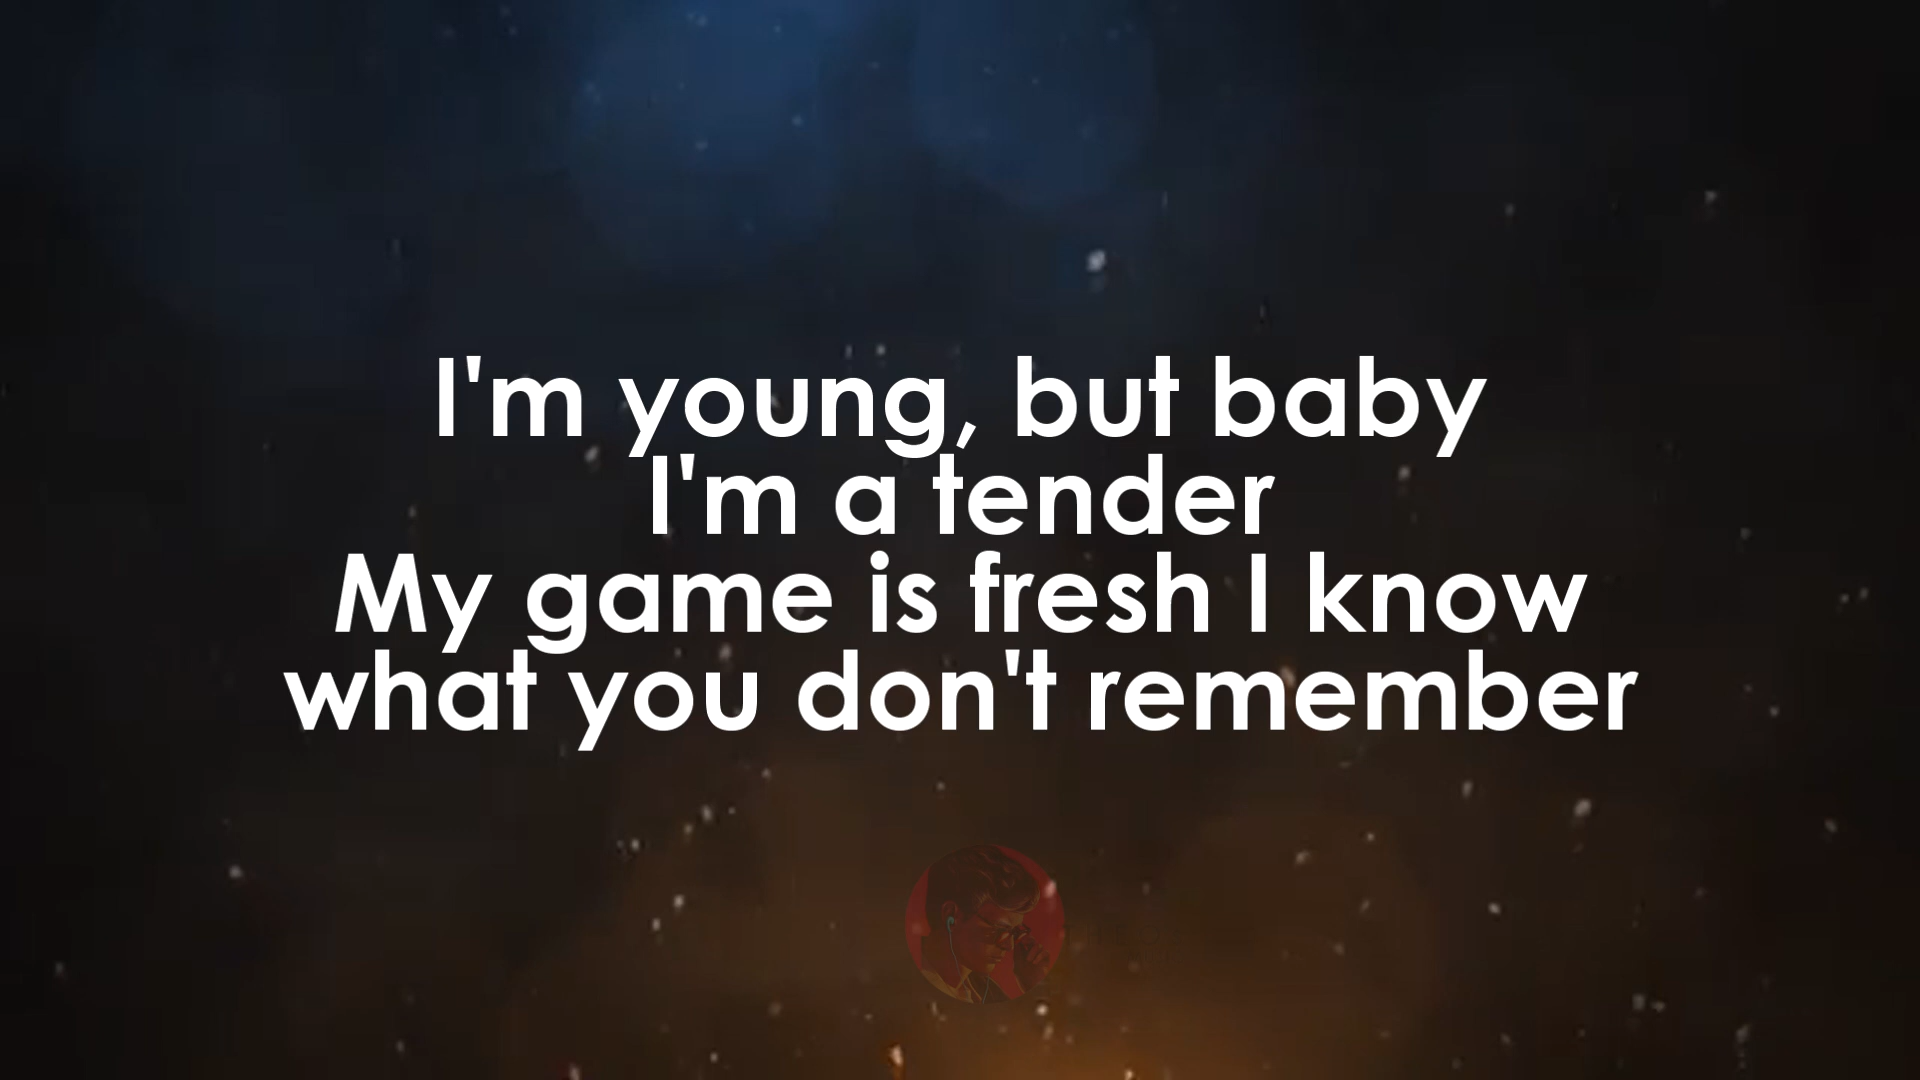 I'm young, but baby
I'm a tender
My game is fresh I know
what you don't remember